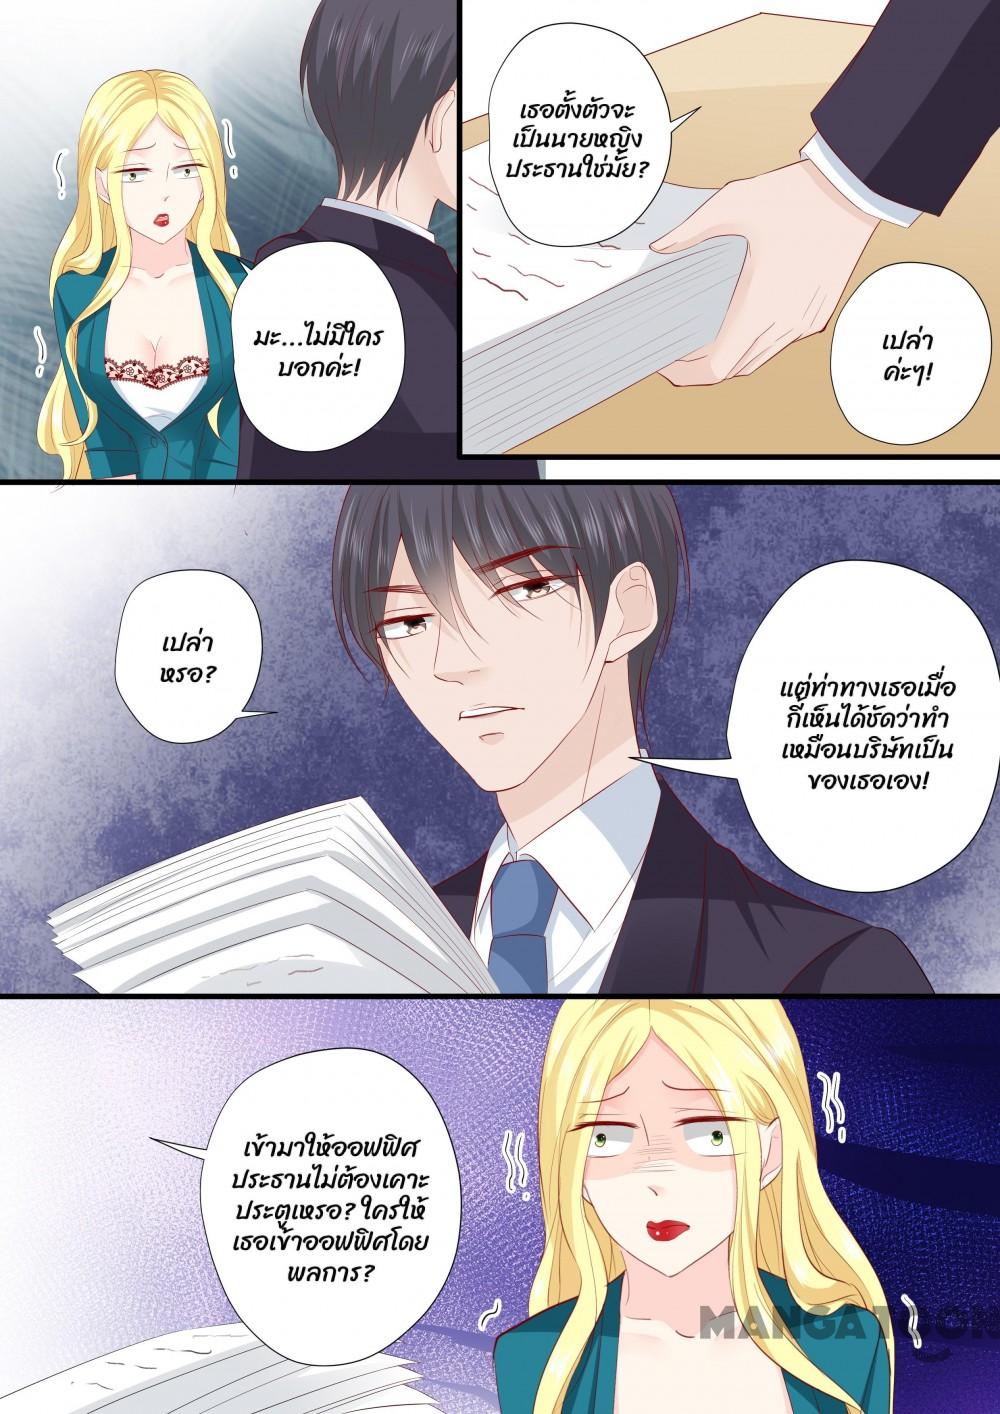 มะ...ไม่มีใคร
บอกค่ะ!
เธอตั้งตัวจะ
เป็นนายหญิง
ประธานใช่มั้ย?
เปล่า
ค่ะๆ!
เปล่า
หรอ?
แต่ท่าทางเธอเมื่อ
กี้เห็นได้ชัดว่าทำ
เหมือนบริษัทเป็น
ของเธอเอง!
เข้ามาให้ออฟฟิศ
ประธานไม่ต้องเคาะ
ประตูเหรอ? ใครให้
เธอเข้าออฟฟิศโดย
พลการ?
MANGATOON